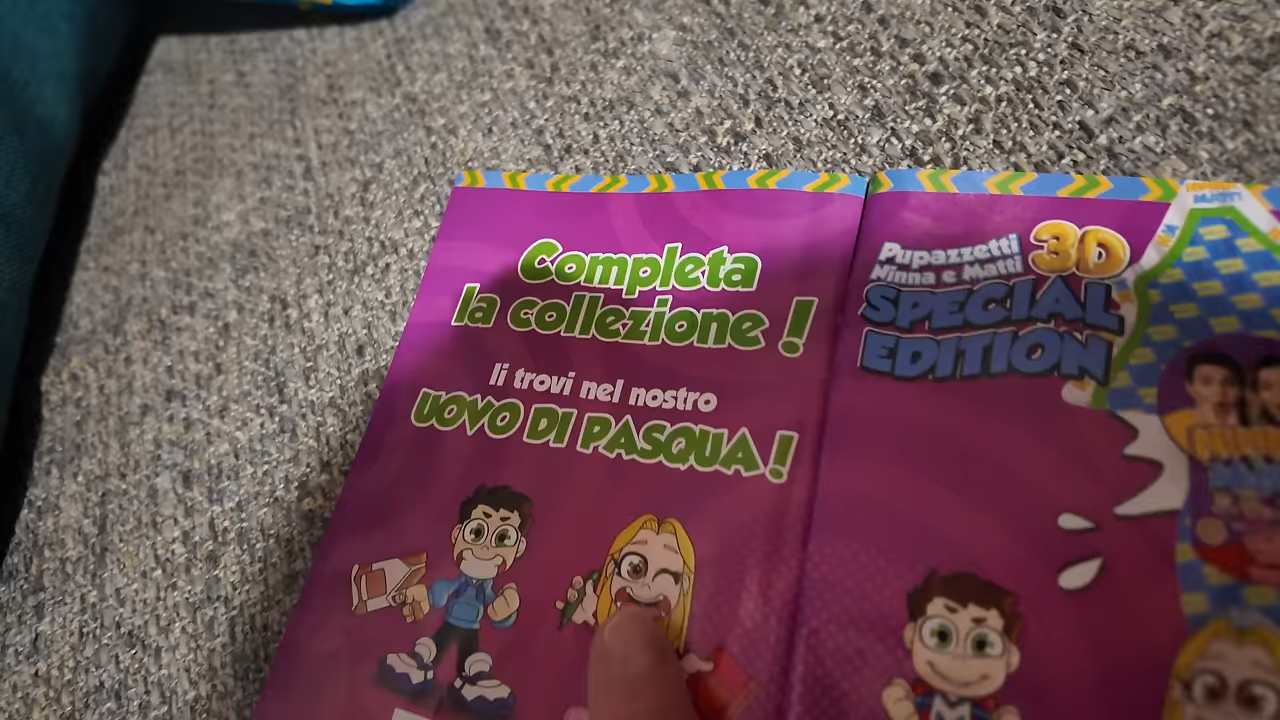 Completa
la collezione !
li trovi nel nostro
UOVO DI PASQUA !
Pupazzetti 3D
Ninna e Matti
SPECIAL
EDITION